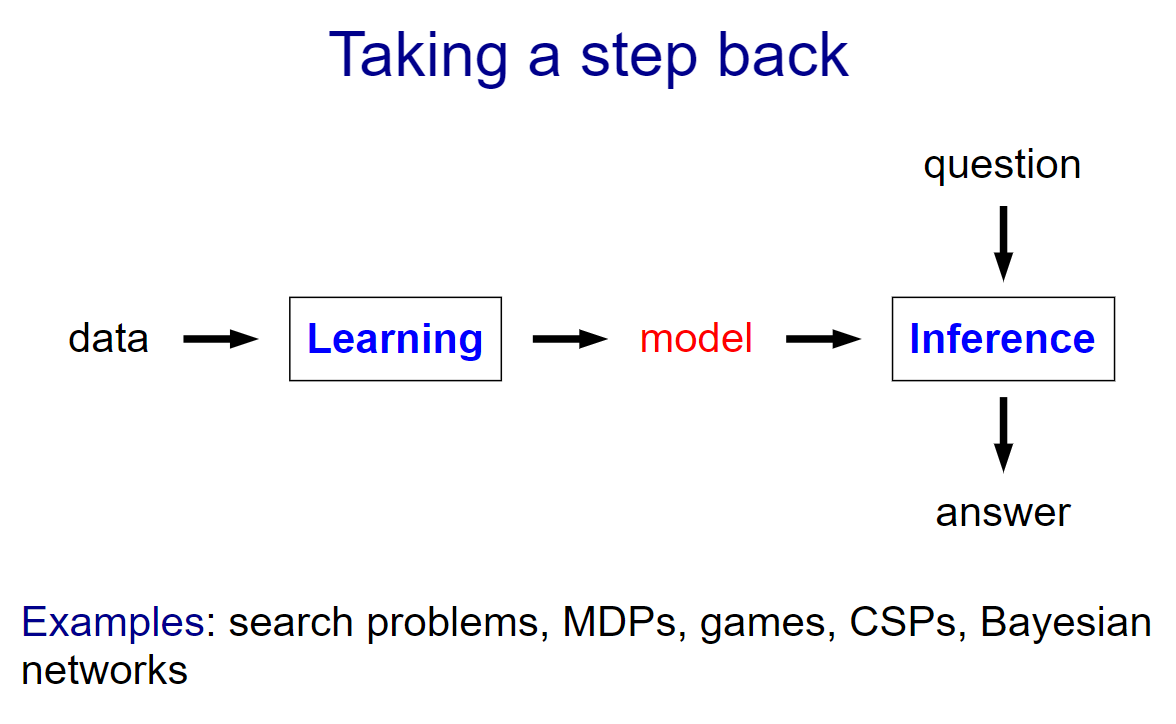 Taking a step back
question
data
Learning
model
Inference
answer
Examples: search problems, MDPs, games, CSPs, Bayesian
networks